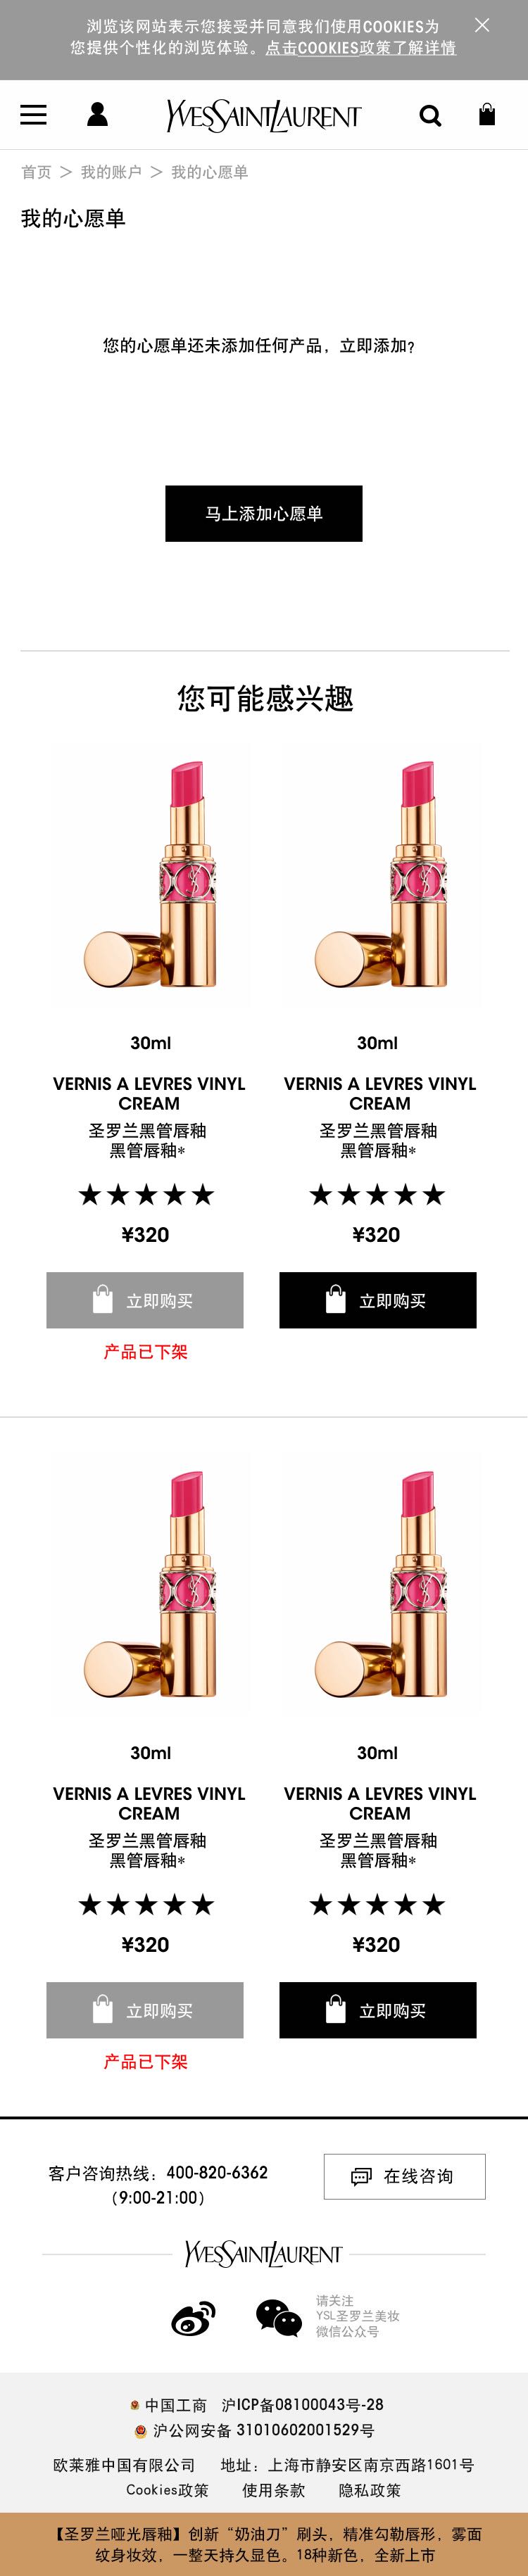 浏览该网站表示您接受并同意我们使用COOKIES为
您提供个性化的浏览体验。点击COOKIES政策了解详情
YVESSAINTLAURENT
首页 > 我的账户 > 我的心愿单
我的心愿单
您的心愿单还未添加任何产品，立即添加?
马上添加心愿单
您可能感兴趣
30ml 30ml
VERNIS A LEVRES VINYL VERNIS A LEVRES VINYL
CREAM CREAM
圣罗兰黑管唇釉 圣罗兰黑管唇釉
黑管唇釉* 黑管唇釉*
★★★★★ ★★★★★
¥320 ¥320
立即购买 立即购买
产品已下架
30ml 30ml
VERNIS A LEVRES VINYL VERNIS A LEVRES VINYL
CREAM CREAM
圣罗兰黑管唇釉 圣罗兰黑管唇釉
黑管唇釉* 黑管唇釉*
★★★★★ ★★★★★
¥320 ¥320
立即购买 立即购买
产品已下架
客户咨询热线：400-820-6362 在线咨询
（9:00-21:00）
YVESSAINTLAURENT
请关注
YSL圣罗兰美妆
微信公众号
中国工商 沪ICP备08100043号-28
沪公网安备 31010602001529号
欧莱雅中国有限公司 地址：上海市静安区南京西路1601号
Cookies政策 使用条款 隐私政策
【圣罗兰哑光唇釉】创新“奶油刀”刷头，精准勾勒唇形，雾面
纹身妆效，一整天持久显色。18种新色，全新上市